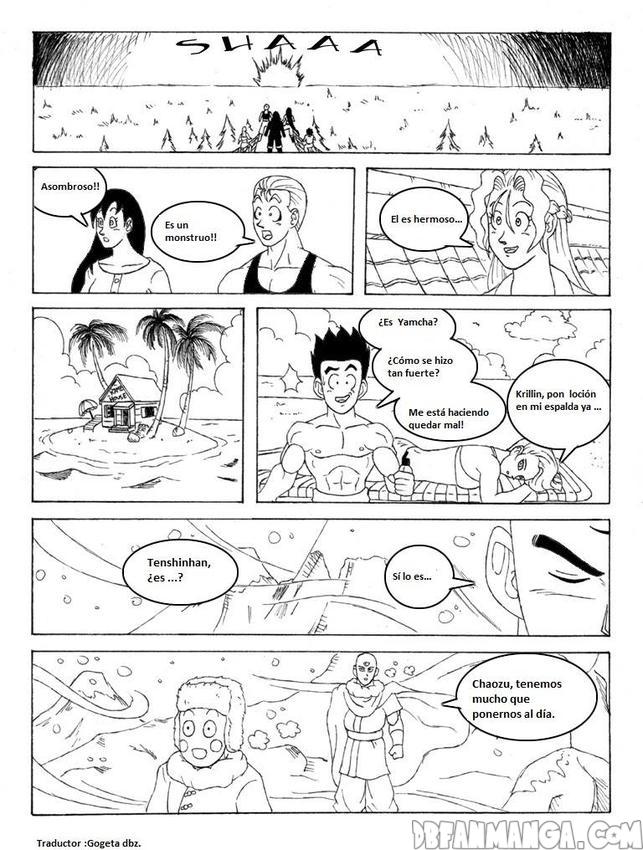 SHAAA
Asombroso!!
Es un
monstruo!!
El es hermoso...
KAME
HOUSE
¿Es Yamcha?
¿Cómo se hizo
tan fuerte?
Me está haciendo
quedar mal!
Krillin, pon loción
en mi espalda ya ...
Tenshinhan,
¿es ...?
Sí lo es...
Chaozu, tenemos
mucho que
ponernos al día.
Traductor :Gogeta dbz.
DBFANMANGA.COM